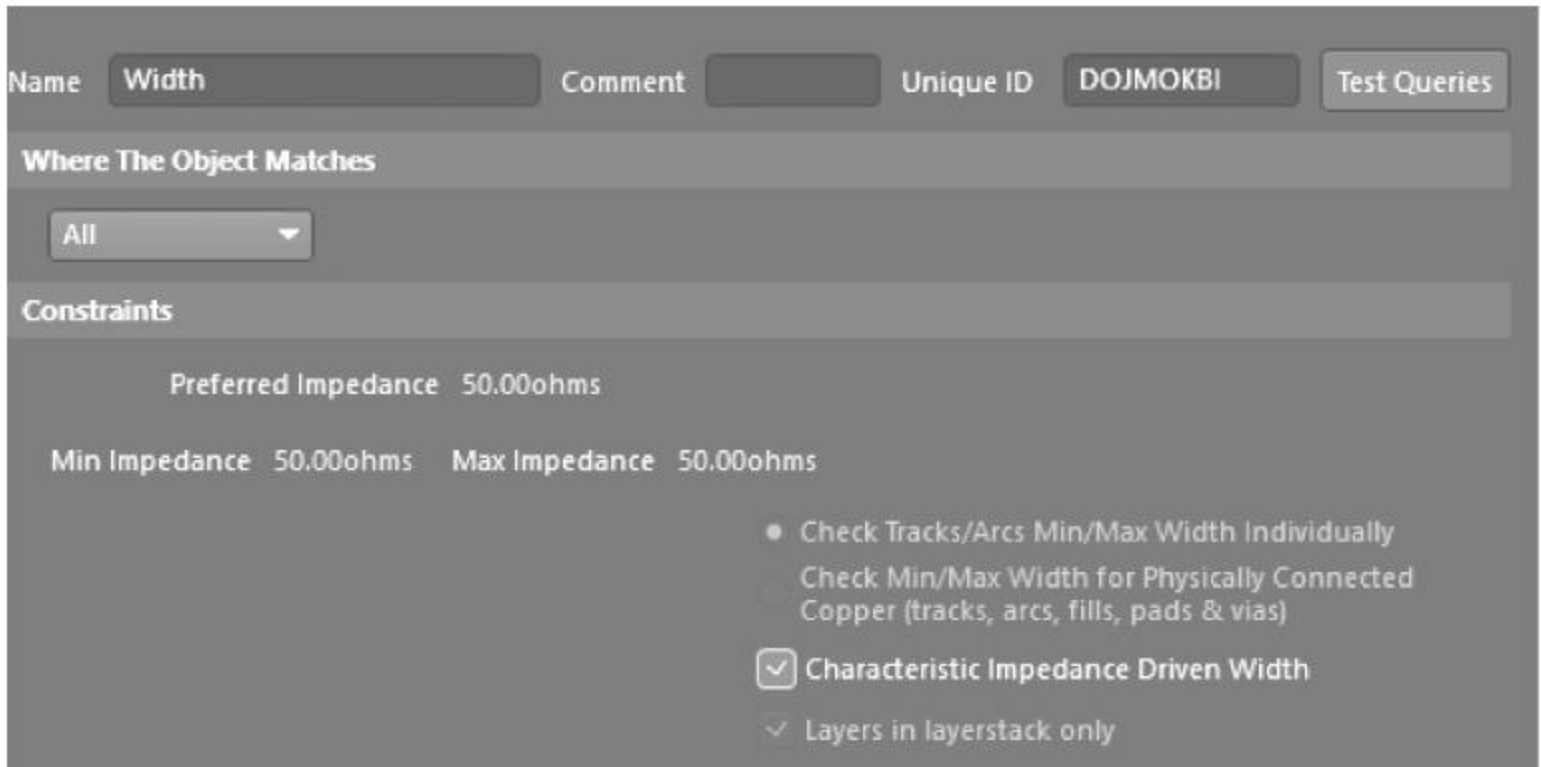 Name Width Comment Unique ID DOJMOKBI Test Queries
Where The Object Matches
All
Constraints
Preferred Impedance 50.00ohms
Min Impedance 50.00ohms Max Impedance 50.00ohms
Check Tracks/Arcs Min/Max Width Individually
Check Min/Max Width for Physically Connected
Copper (tracks, arcs, fills, pads & vias)
Characteristic Impedance Driven Width
Layers in layerstack only